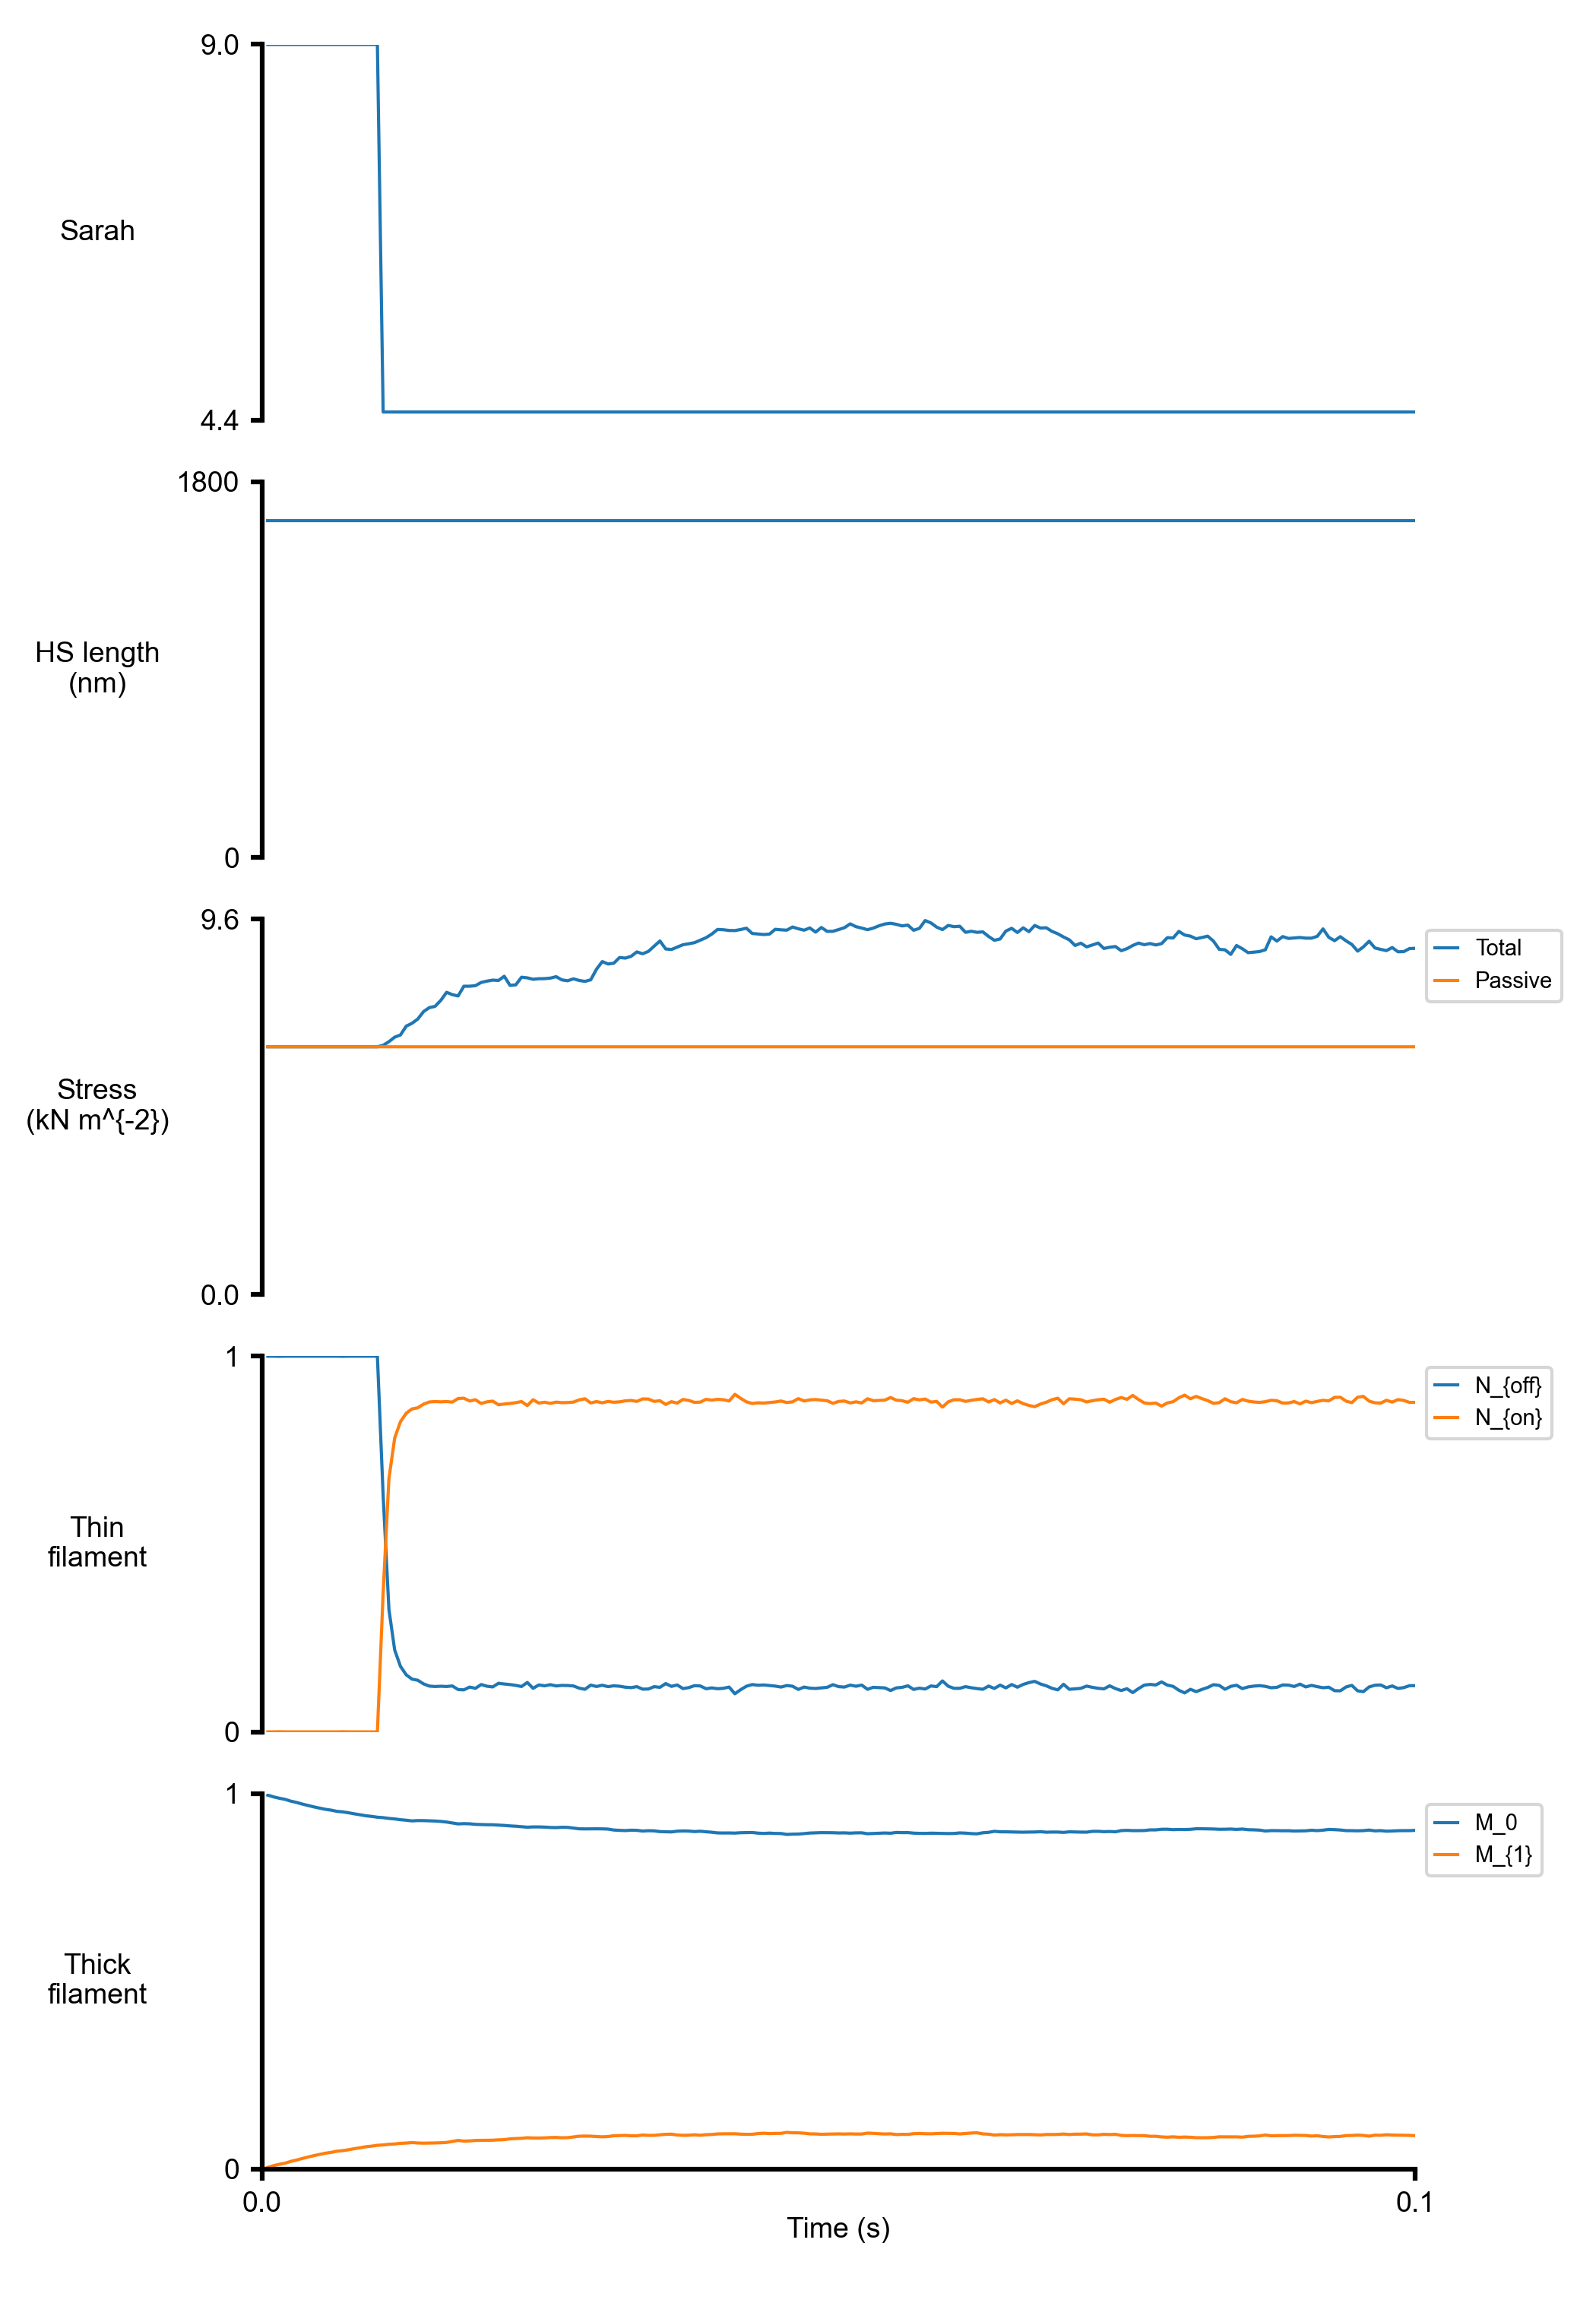 9.0
Sarah
4.4
1800
HS length
(nm)
0
9.6
Total
Passive
Stress
(kN m^{-2})
0.0
1
N_{off}
N_{on}
Thin
filament
0
1
M_0
M_{1}
Thick
filament
0
0.0
0.1
Time (s)